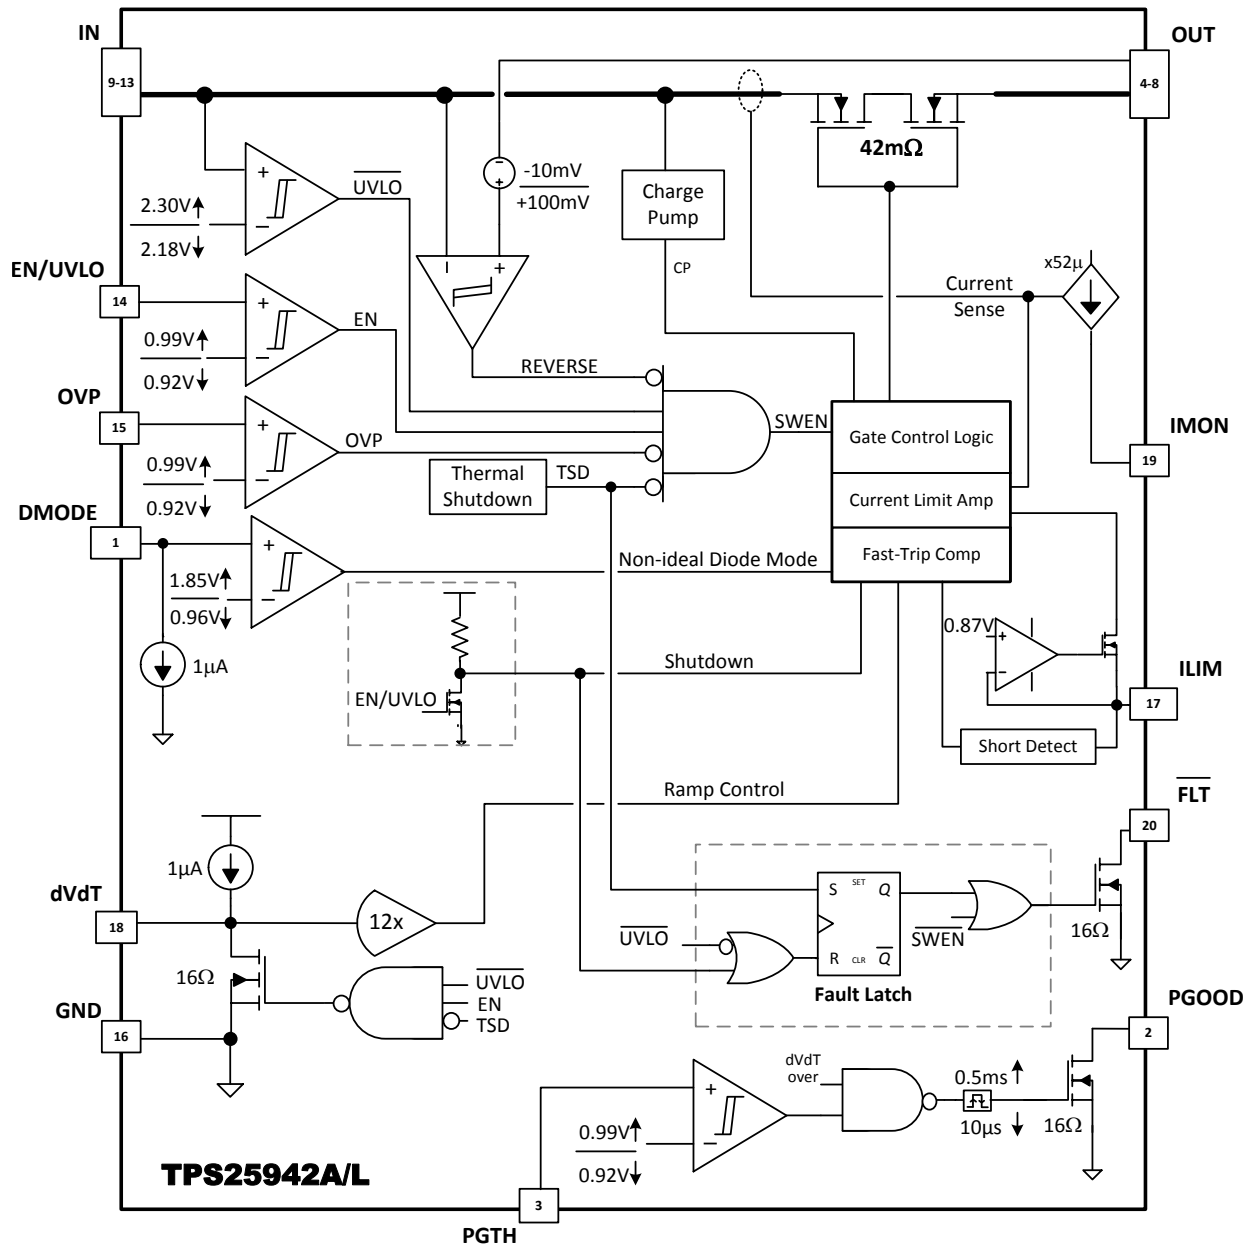 IN
OUT
9-13
4-8
42mΩ
+
UVLO
-10mV
+100mV
−
+
Charge
Pump
2.30V
−
2.18V
CP
x52µ
Current
Sense
EN/UVLO
14
+
EN
0.99V
−
0.92V
−
+
REVERSE
SWEN
OVP
15
+
OVP
0.99V
−
0.92V
Thermal
Shutdown
TSD
Gate Control Logic
Current Limit Amp
Fast-Trip Comp
IMON
19
DMODE
1
+
Non-ideal Diode Mode
1.85V
−
0.96V
1µA
EN/UVLO
Shutdown
0.87V
+
−
ILIM
17
Short Detect
Ramp Control
FLT
20
1µA
dVdT
18
12x
S
SET
Q
UVLO
SWEN
R
CLR
Q
Fault Latch
16Ω
16Ω
UVLO
EN
TSD
GND
16
PGOOD
2
dVdT
over
+
0.99V
−
0.92V
0.5ms
10µs
16Ω
TPS25942A/L
3
PGTH